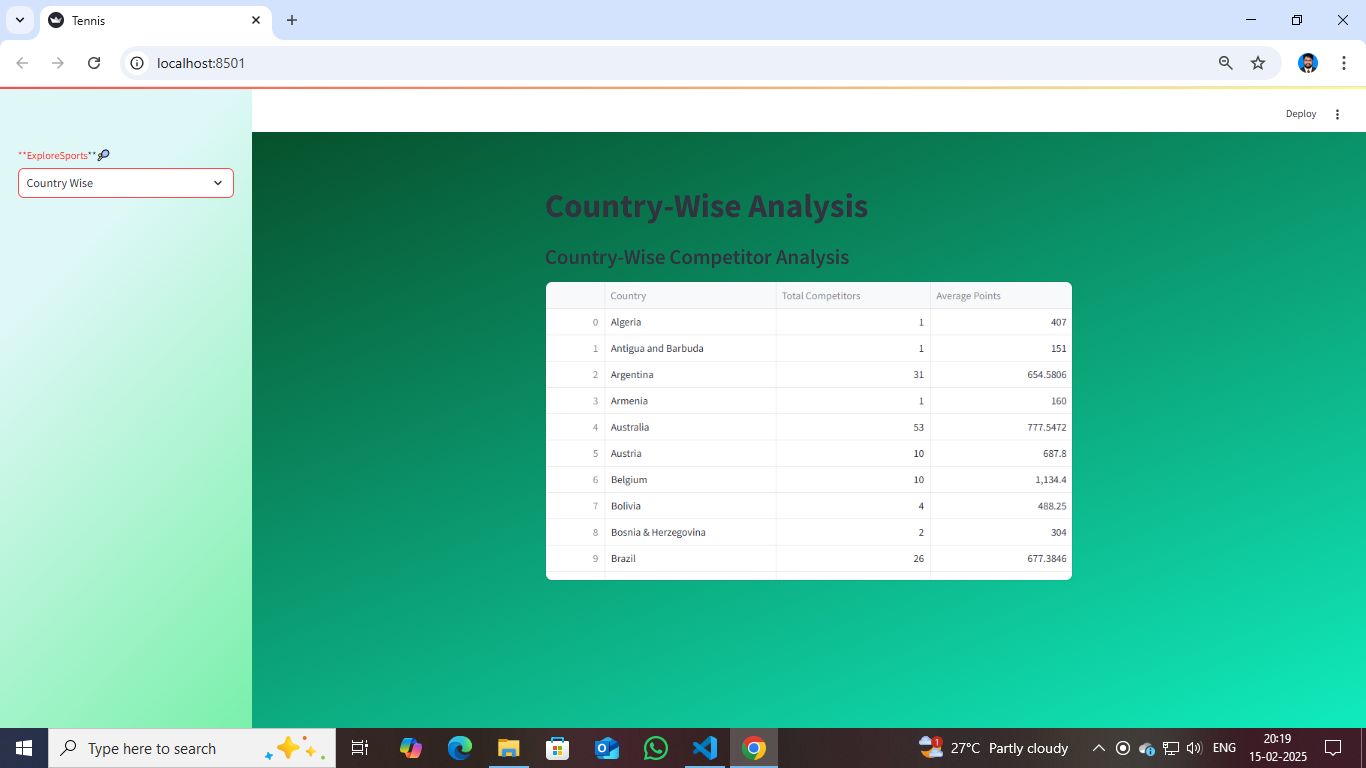 Tennis
localhost:8501
Deploy
**ExploreSports**
Country Wise
Country-Wise Analysis
Country-Wise Competitor Analysis
Country Total Competitors Average Points
0 Algeria 1 407
1 Antigua and Barbuda 1 151
2 Argentina 31 654.5806
3 Armenia 1 160
4 Australia 53 777.5472
5 Austria 10 687.8
6 Belgium 10 1,134.4
7 Bolivia 4 488.25
8 Bosnia & Herzegovina 2 304
9 Brazil 26 677.3846
Type here to search
1
27°C Partly cloudy
ENG
20:19
15-02-2025